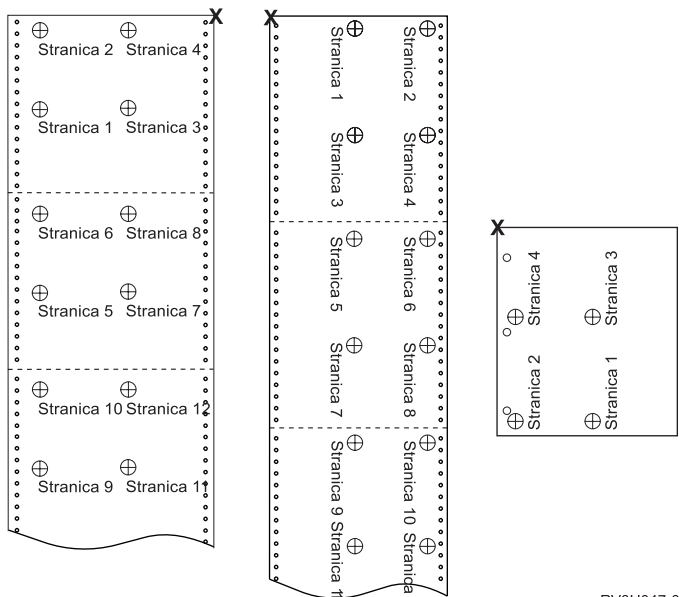 X
Stranica 2 Stranica 4
Stranica 1 Stranica 3
Stranica 6 Stranica 8
Stranica 5 Stranica 7
Stranica 10 Stranica 12
Stranica 9 Stranica 11
X
Stranica 1 Stranica 2
Stranica 3 Stranica 4
Stranica 5 Stranica 6
Stranica 7 Stranica 8
Stranica 9 Stranica 10
Stranica Stranica
X
Stranica 4 Stranica 3
Stranica 2 Stranica 1